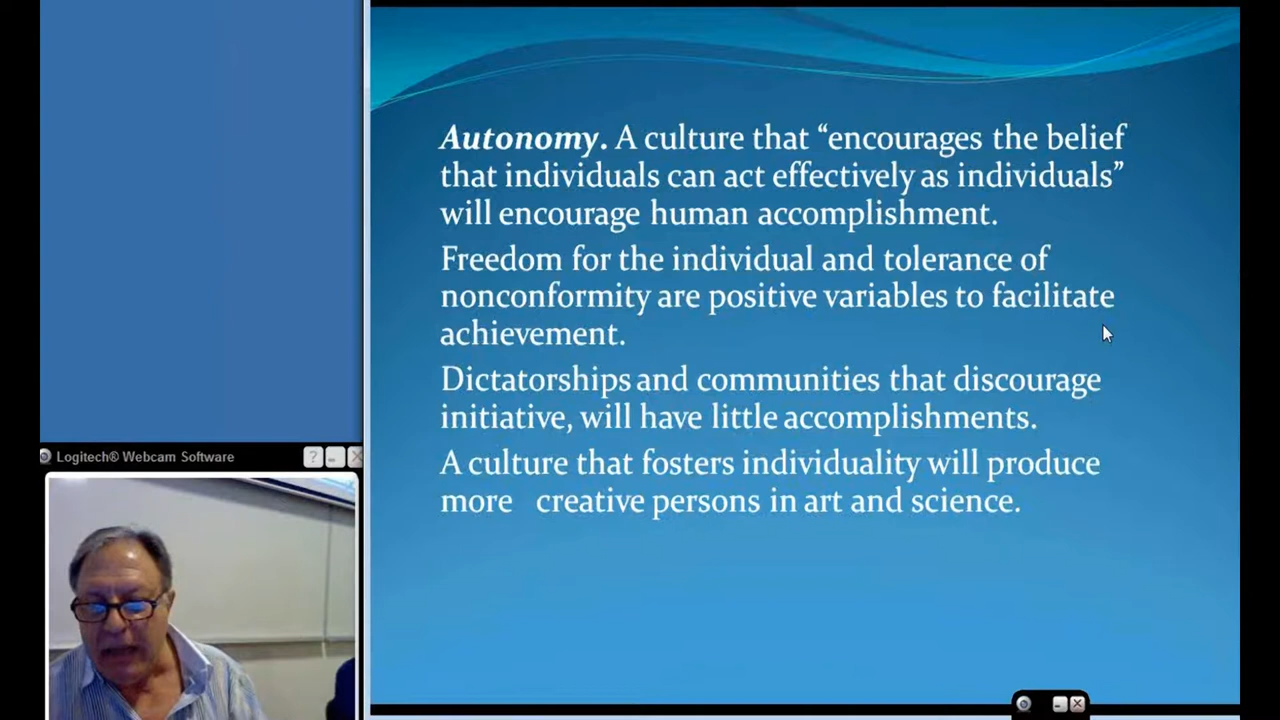 Autonomy. A culture that “encourages the belief
that individuals can act effectively as individuals”
will encourage human accomplishment.
Freedom for the individual and tolerance of
nonconformity are positive variables to facilitate
achievement.
Dictatorships and communities that discourage
initiative, will have little accomplishments.
A culture that fosters individuality will produce
more creative persons in art and science.
Logitech® Webcam Software